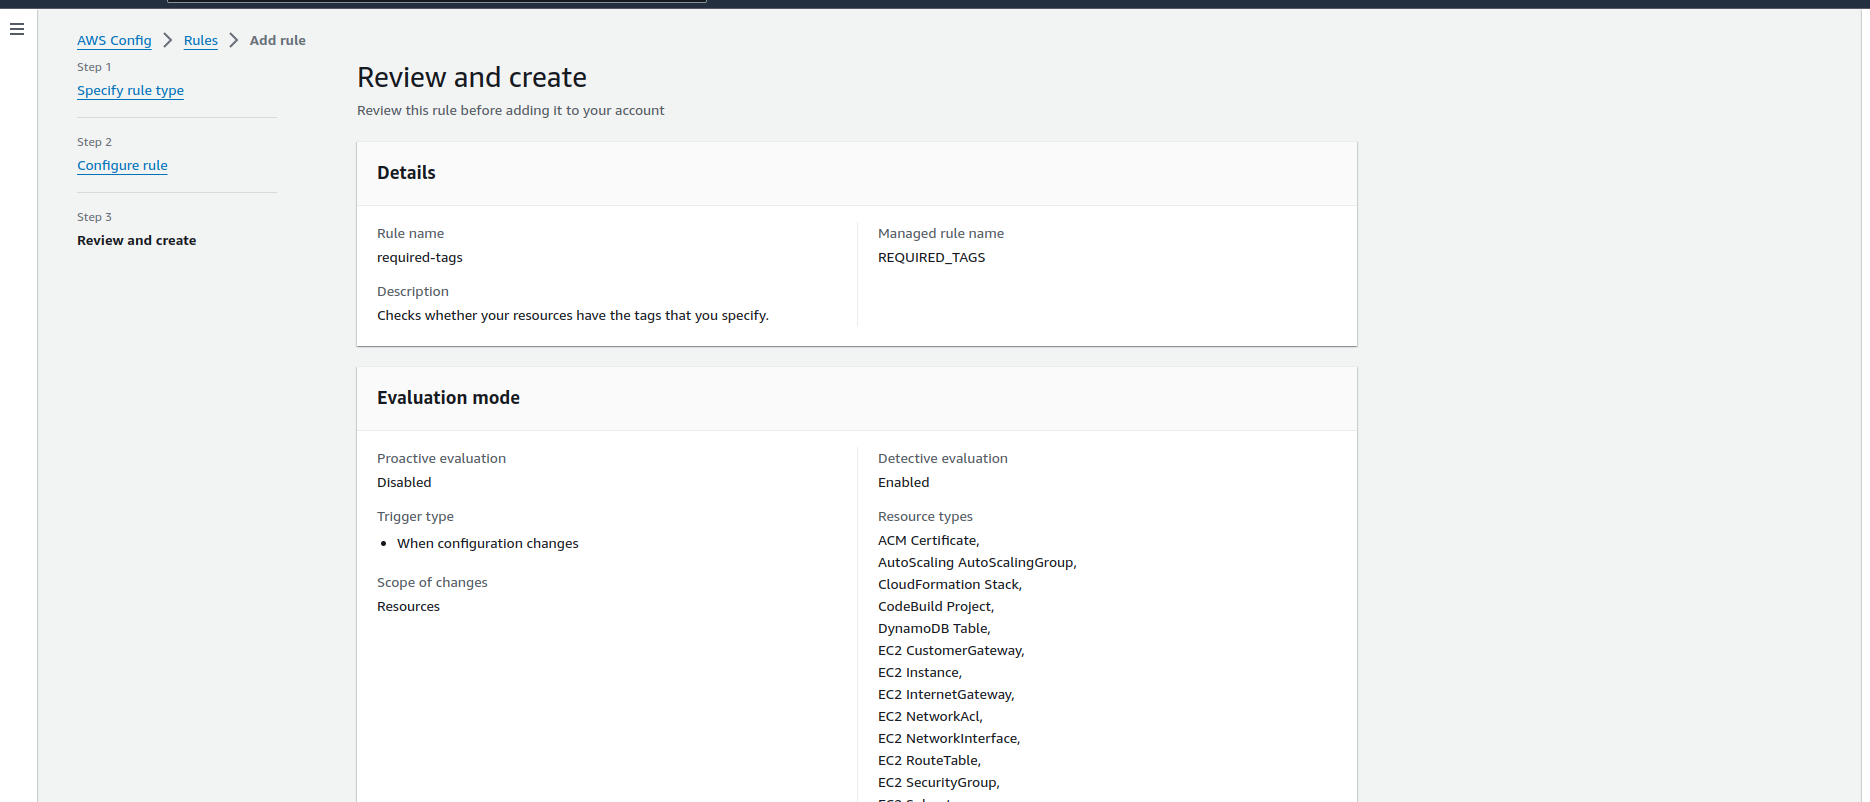 AWS Config > Rules > Add rule
Step 1
Specify rule type
Step 2
Configure rule
Step 3
Review and create
Review and create
Review this rule before adding it to your account
Details
Rule name
required-tags
Description
Checks whether your resources have the tags that you specify.
Managed rule name
REQUIRED_TAGS
Evaluation mode
Proactive evaluation
Disabled
Trigger type
• When configuration changes
Scope of changes
Resources
Detective evaluation
Enabled
Resource types
ACM Certificate,
AutoScaling AutoScalingGroup,
CloudFormation Stack,
CodeBuild Project,
DynamoDB Table,
EC2 CustomerGateway,
EC2 Instance,
EC2 InternetGateway,
EC2 NetworkAcl,
EC2 NetworkInterface,
EC2 RouteTable,
EC2 SecurityGroup,